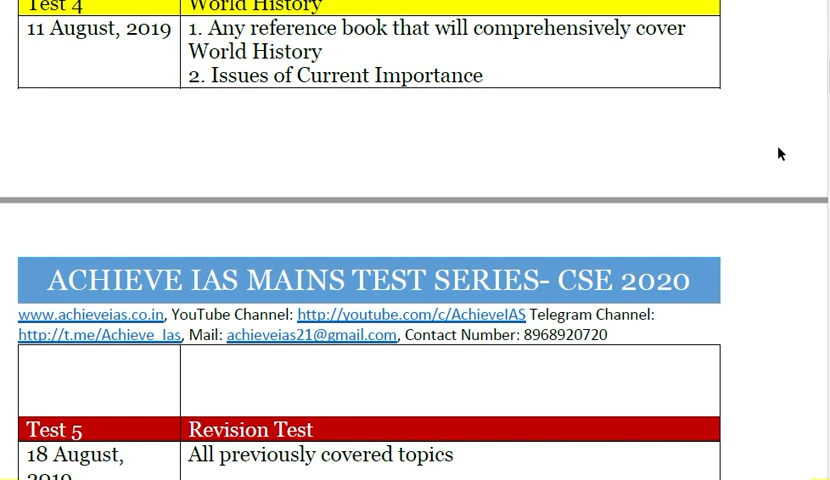 Test 4 World History
11 August, 2019 1. Any reference book that will comprehensively cover
World History
2. Issues of Current Importance
ACHIEVE IAS MAINS TEST SERIES- CSE 2020
www.achieveias.co.in, YouTube Channel: http://youtube.com/c/AchieveIAS Telegram Channel:
http://t.me/Achieve_Ias, Mail: achieveias21@gmail.com, Contact Number: 8968920720
Test 5 Revision Test
18 August, All previously covered topics
2019